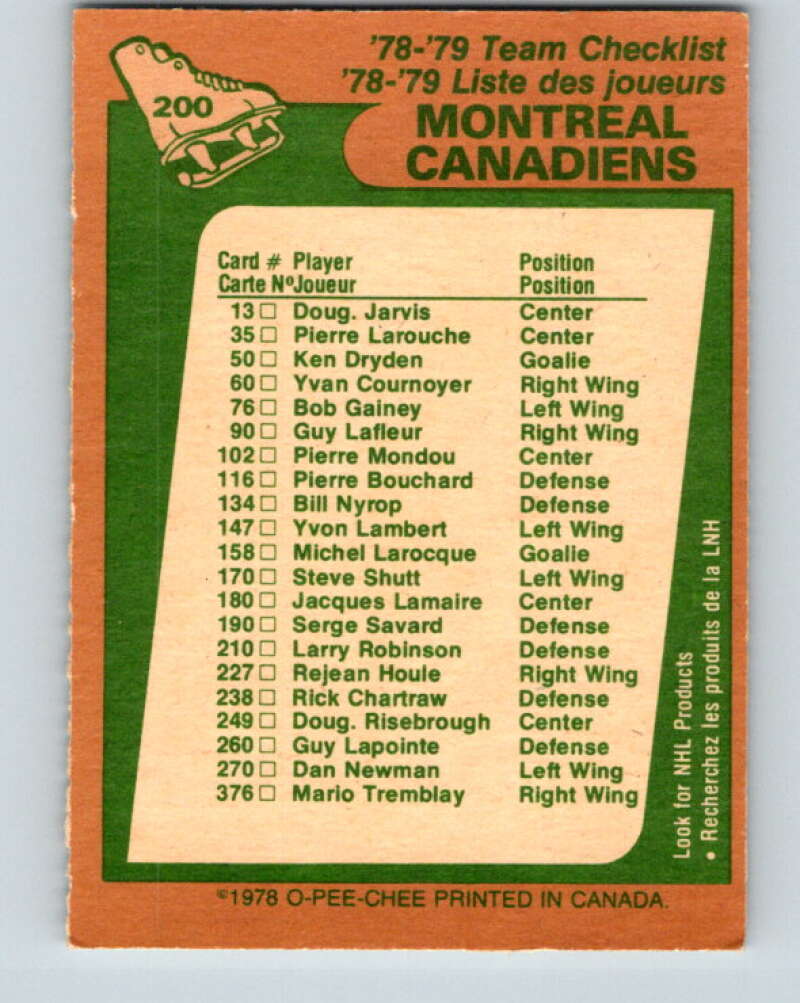 200
'78-'79 Team Checklist
'78-'79 Liste des joueurs
MONTREAL
CANADIENS
Card # Player Position
Carte Nº Joueur Position
13 □ Doug. Jarvis Center
35 □ Pierre Larouche Center
50 □ Ken Dryden Goalie
60 □ Yvan Cournoyer Right Wing
76 □ Bob Gainey Left Wing
90 □ Guy Lafleur Right Wing
102 □ Pierre Mondou Center
116 □ Pierre Bouchard Defense
134 □ Bill Nyrop Defense
147 □ Yvon Lambert Left Wing
158 □ Michel Larocque Goalie
170 □ Steve Shutt Left Wing
180 □ Jacques Lamaire Center
190 □ Serge Savard Defense
210 □ Larry Robinson Defense
227 □ Rejean Houle Right Wing
238 □ Rick Chartraw Defense
249 □ Doug. Risebrough Center
260 □ Guy Lapointe Defense
270 □ Dan Newman Left Wing
376 □ Mario Tremblay Right Wing
Look for NHL Products
• Recherchez les produits de la LNH
©1978 O-PEE-CHEE PRINTED IN CANADA.